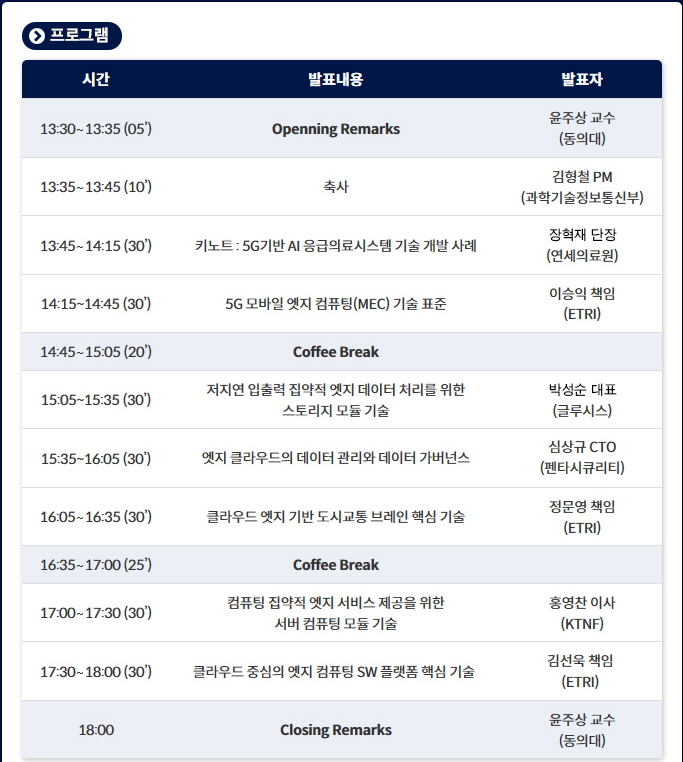 프로그램
시간 발표내용 발표자
13:30~13:35 (05’) Openning Remarks 윤주상 교수
(동의대)
13:35~13:45 (10’) 축사 김형철 PM
(과학기술정보통신부)
13:45~14:15 (30’) 키노트 : 5G기반 AI 응급의료시스템 기술 개발 사례 장혁재 단장
(연세의료원)
14:15~14:45 (30’) 5G 모바일 엣지 컴퓨팅(MEC) 기술 표준 이승익 책임
(ETRI)
14:45~15:05 (20’) Coffee Break
15:05~15:35 (30’) 저지연 입출력 집약적 엣지 데이터 처리를 위한
스토리지 모듈 기술 박성순 대표
(글루시스)
15:35~16:05 (30’) 엣지 클라우드의 데이터 관리와 데이터 가버넌스 심상규 CTO
(펜타시큐리티)
16:05~16:35 (30’) 클라우드 엣지 기반 도시교통 브레인 핵심 기술 정문영 책임
(ETRI)
16:35~17:00 (25’) Coffee Break
17:00~17:30 (30’) 컴퓨팅 집약적 엣지 서비스 제공을 위한
서버 컴퓨팅 모듈 기술 홍영찬 이사
(KTNF)
17:30~18:00 (30’) 클라우드 중심의 엣지 컴퓨팅 SW 플랫폼 핵심 기술 김선욱 책임
(ETRI)
18:00 Closing Remarks 윤주상 교수
(동의대)